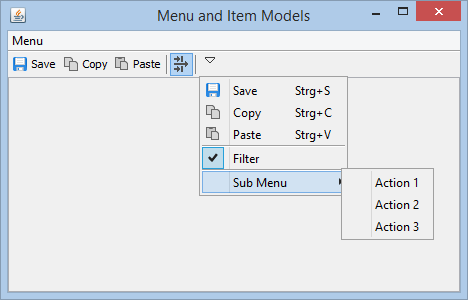 Menu and Item Models
Menu
Save Copy Paste
Save Strg+S
Copy Strg+C
Paste Strg+V
Filter
Sub Menu
Action 1
Action 2
Action 3